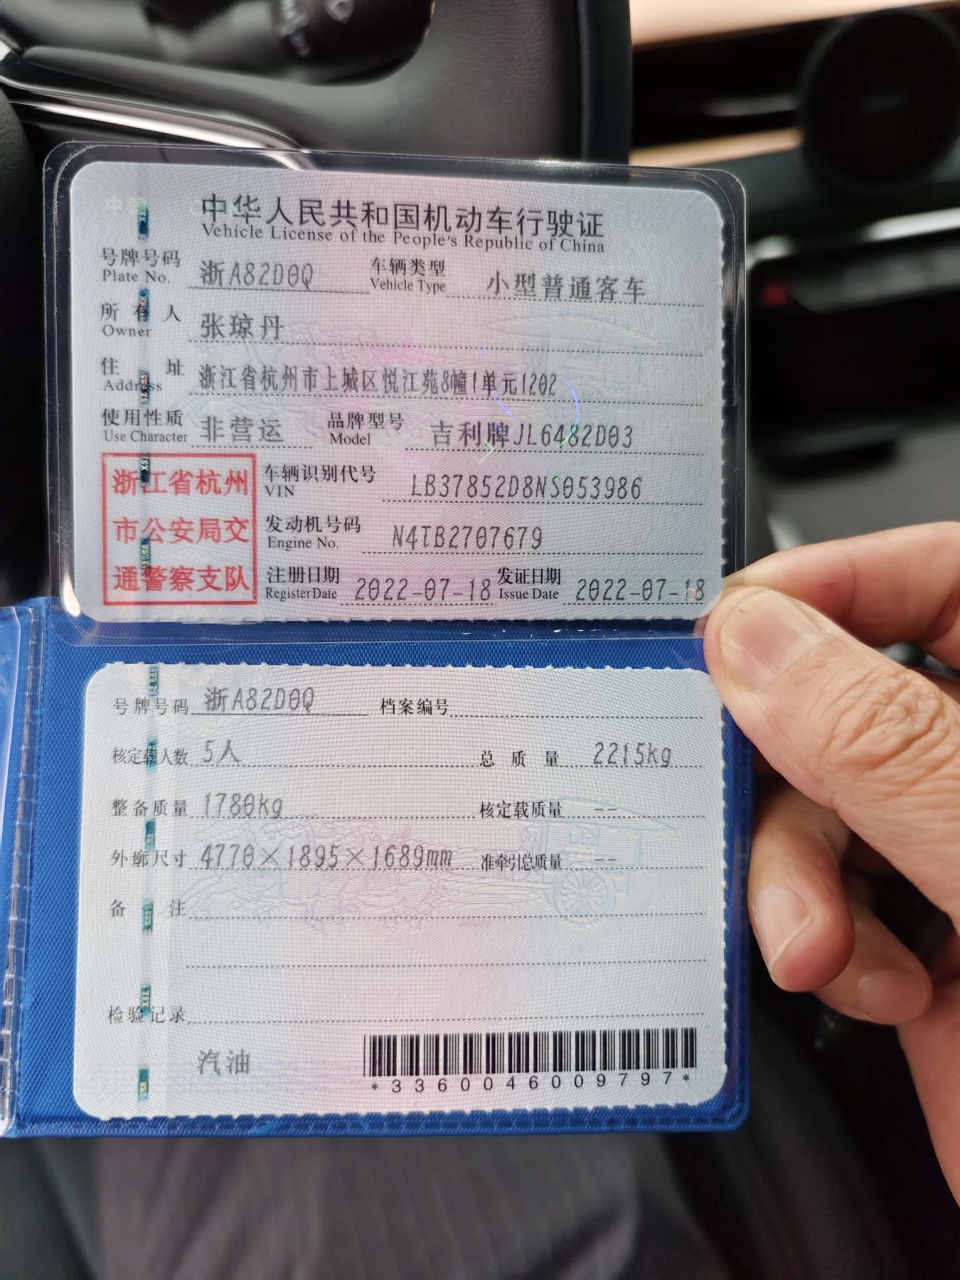 中华人民共和国机动车行驶证
Vehicle License of the People's Republic of China
号牌号码 浙A82D0Q 车辆类型 小型普通客车
Plate No. Vehicle Type
所有人 张琼丹
Owner
住址 浙江省杭州市上城区悦江苑8幢1单元1202
Address
使用性质 非营运 品牌型号 吉利牌JL6482D03
Use Character Model
浙江省杭州
市公安局交
通警察支队
车辆识别代号 LB37852D8NS053986
VIN
发动机号码 N4TB2707679
Engine No.
注册日期 2022-07-18 发证日期 2022-07-18
Register Date Issue Date
号牌号码 浙A82D0Q 档案编号
核定载人数 5人 总质量 2215kg
整备质量 1780kg 核定载质量 --
外廓尺寸 4770×1895×1689mm 准牵引总质量 --
备注
检验记录
汽油
*3360046009797*